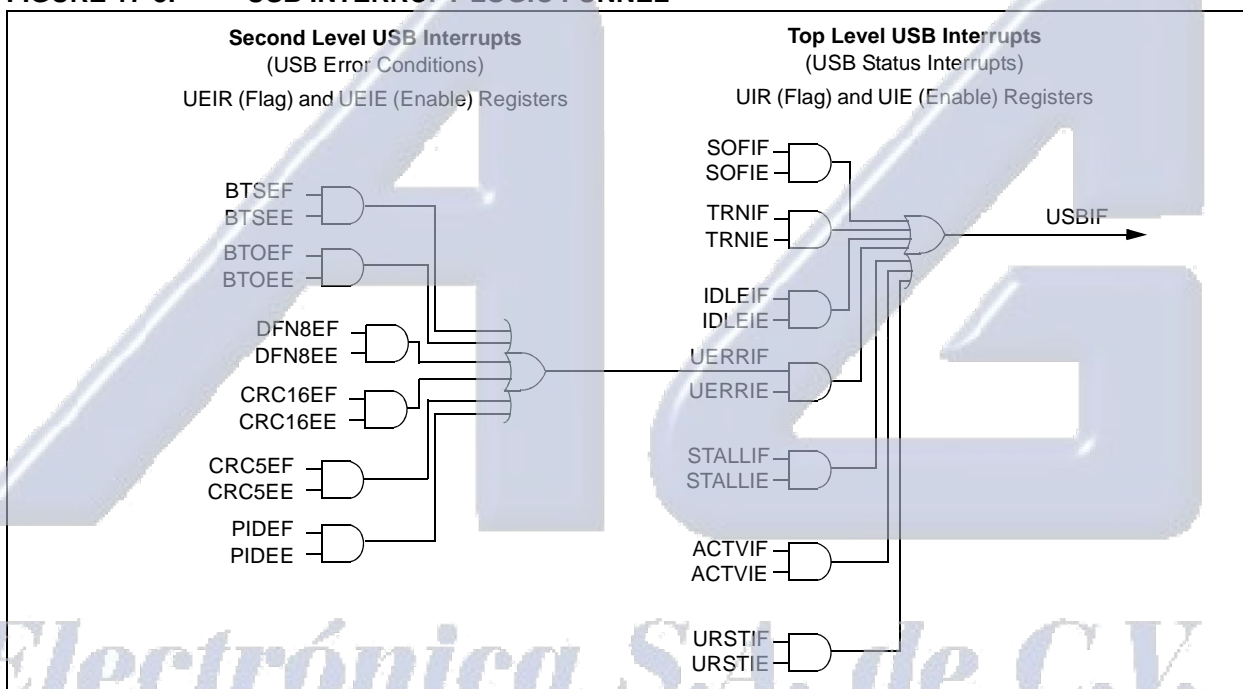 Second Level USB Interrupts
(USB Error Conditions)
UEIR (Flag) and UEIE (Enable) Registers
Top Level USB Interrupts
(USB Status Interrupts)
UIR (Flag) and UIE (Enable) Registers
BTSEF
BTSEE
BTOEF
BTOEE
DFN8EF
DFN8EE
CRC16EF
CRC16EE
CRC5EF
CRC5EE
PIDEF
PIDEE
SOFIF
SOFIE
TRNIF
TRNIE
IDLEIF
IDLEIE
UERRIF
UERRIE
STALLIF
STALLIE
ACTVIF
ACTVIE
URSTIF
URSTIE
USBIF
AG
Electrónica S.A. de C.V.